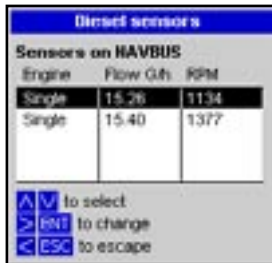 Diesel sensors
Sensors on NAVBUS
Engine Flow G/h RPM
Single 15.26 1134
Single 15.40 1377
to select
> ENT to change
< ESC to escape